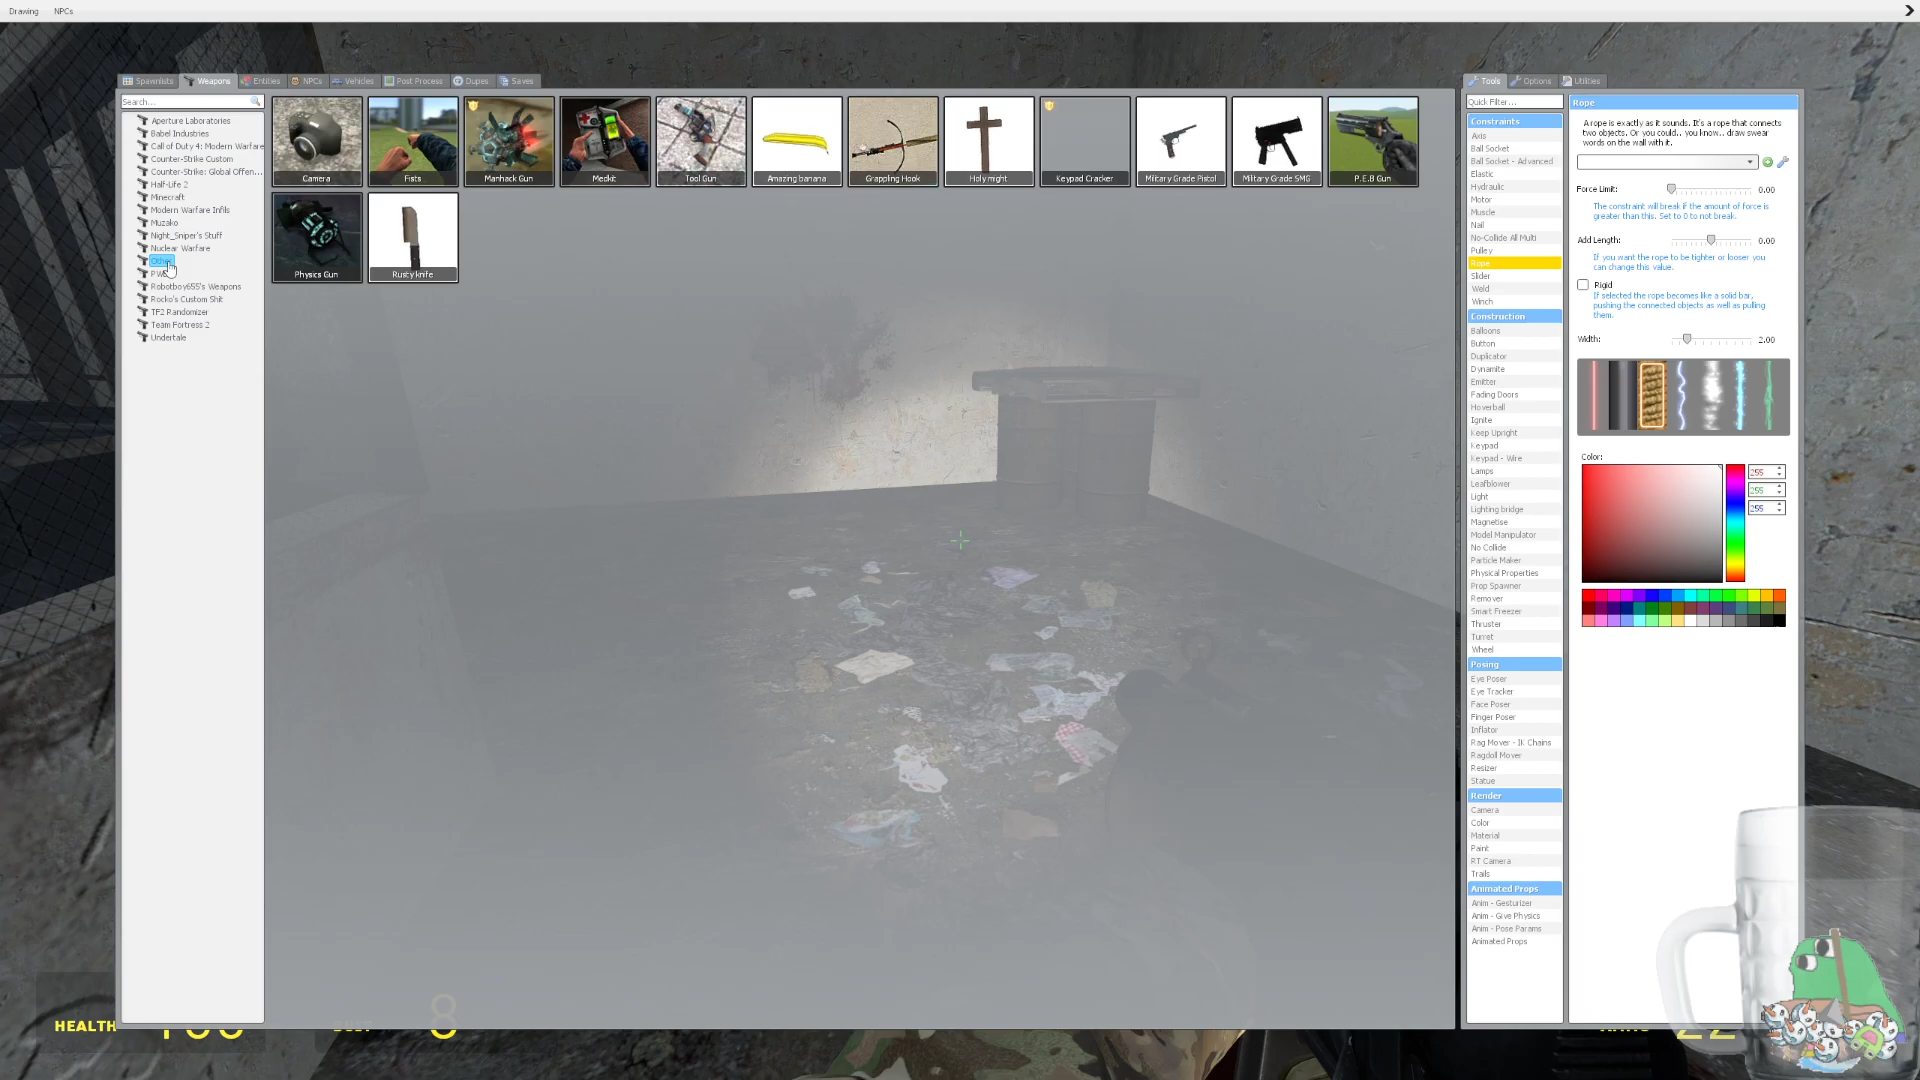 Drawing NPCs
Spawnlists Weapons Entities NPCs Vehicles Post Process Dupes Saves
Search...
Aperture Laboratories
Babel Industries
Call of Duty 4: Modern Warfare
Counter-Strike Custom
Counter-Strike: Global Offen...
Half-Life 2
Minecraft
Modern Warfare Infils
Muzako
Night_Sniper's Stuff
Nuclear Warfare
Other
Robotboy655's Weapons
Rocko's Custom Shit
TF2 Randomizer
Team Fortress 2
Undertale
Camera
Fists
Manhack Gun
Medkit
Tool Gun
Amazing banana
Grappling Hook
Holy might
Keypad Cracker
Military Grade Pistol
Military Grade SMG
P.E.B Gun
Physics Gun
Rusty knife
Tools Options Utilities
Quick Filter...
Constraints
Axis
Ball Socket
Ball Socket - Advanced
Elastic
Hydraulic
Motor
Muscle
Nail
No-Collide All Multi
Pulley
Rope
Slider
Weld
Winch
Construction
Balloons
Button
Duplicator
Dynamite
Emitter
Fading Doors
Hoverball
Ignite
Keep Upright
Keypad
Keypad - Wire
Lamps
Leafblower
Light
Lighting bridge
Magnetise
Model Manipulator
No Collide
Particle Maker
Physical Properties
Prop Spawner
Remover
Smart Freezer
Thruster
Turret
Wheel
Posing
Eye Poser
Eye Tracker
Face Poser
Finger Poser
Inflator
Rag Mover - IK Chains
Ragdoll Mover
Resizer
Statue
Render
Camera
Color
Material
Paint
RT Camera
Trails
Animated Props
Anim - Gesturizer
Anim - Give Physics
Anim - Pose Params
Animated Props
Rope
A rope is exactly as it sounds. It's a rope that connects
two objects. Or you could.. you know.. draw swear
words on the wall with it.
Force Limit: 0.00
The constraint will break if the amount of force is
greater than this. Set to 0 to not break.
Add Length: 0.00
If you want the rope to be tighter or looser you
can change this value.
Rigid
If selected the rope becomes like a solid bar,
pushing the connected objects as well as pulling
them.
Width: 2.00
Color:
255
255
255
HEALTH
8